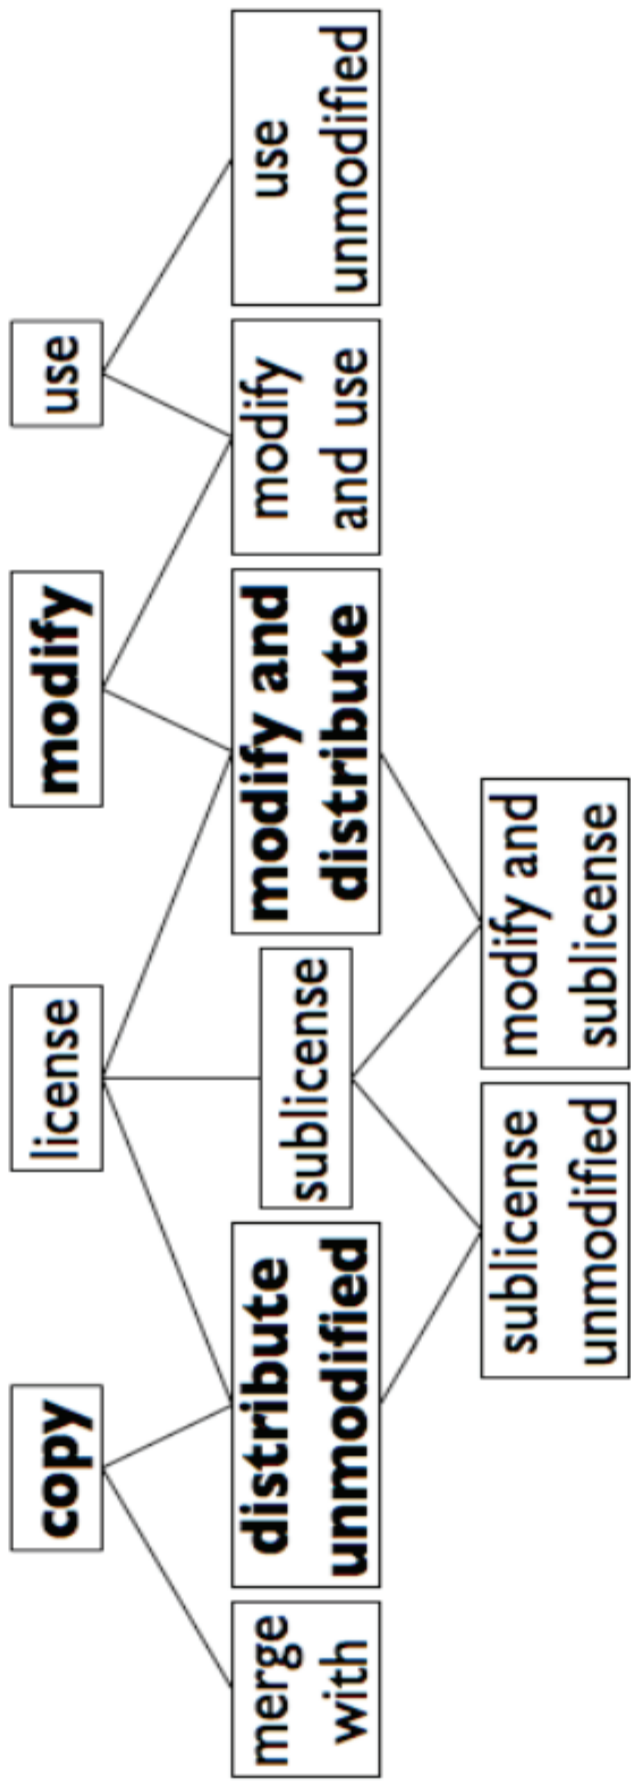 copy
license
modify
use
merge
with
distribute
unmodified
sublicense
modify and
distribute
modify
and use
use
unmodified
sublicense
unmodified
modify and
sublicense